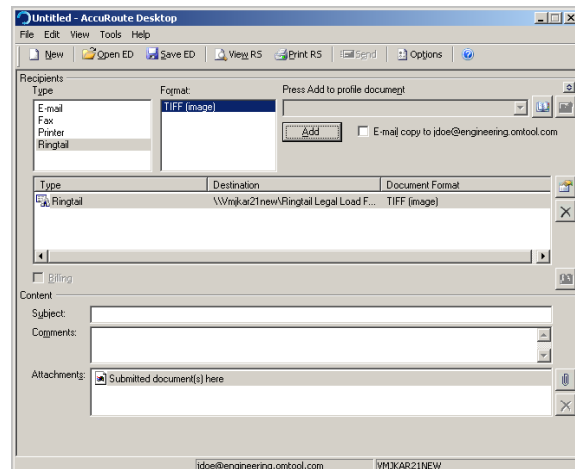 Untitled - AccuRoute Desktop
File Edit View Tools Help
New Open ED Save ED View RS Print RS Send Options
Recipients
Type Format: Press Add to profile document
E-mail TIFF (image)
Fax
Printer
Ringtail
Add E-mail copy to jdoe@engineering.omtool.com
Type Destination Document Format
Ringtail \\Vmjkar21new\Ringtail Legal Load F... TIFF (image)
Billing
Content
Subject:
Comments:
Attachments: Submitted document(s) here
jdoe@engineering.omtool.com VMJKAR21NEW